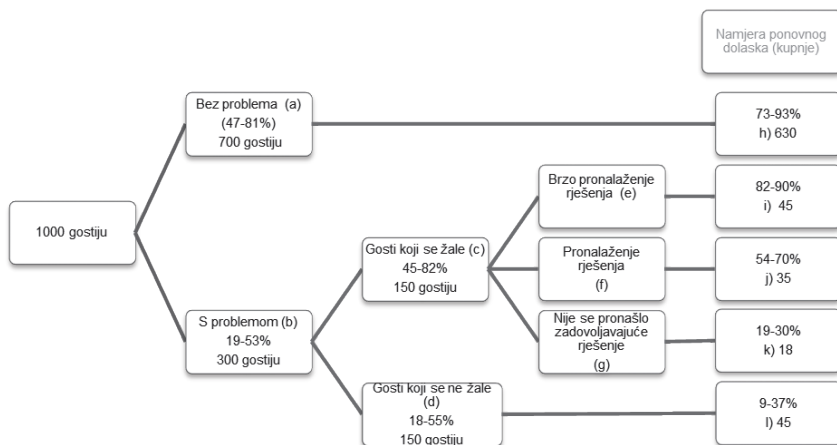 Namjera ponovnog
dolaska (kupnje)
Bez problema (a)
(47-81%)
700 gostiju
73-93%
h) 630
Brzo pronalaženje
rješenja (e)
82-90%
i) 45
1000 gostiju
Gosti koji se žale (c)
45-82%
150 gostiju
Pronalaženje
rješenja
(f)
54-70%
j) 35
S problemom (b)
19-53%
300 gostiju
Nije se pronašlo
zadovoljavajuće
rješenje
(g)
19-30%
k) 18
Gosti koji se ne žale
(d)
18-55%
150 gostiju
9-37%
l) 45